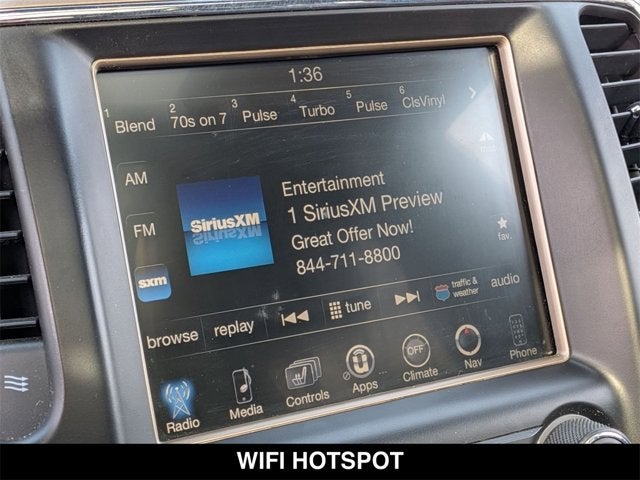 1:36
1 Blend 2 70s on 7 3 Pulse 4 Turbo 5 Pulse 6 ClsVinyl
AM
FM
sxm
SiriusXM
Entertainment
1 SiriusXM Preview
Great Offer Now!
844-711-8800
fav.
browse replay tune traffic & weather audio
Radio Media Controls Apps OFF Climate Nav Phone
WIFI HOTSPOT